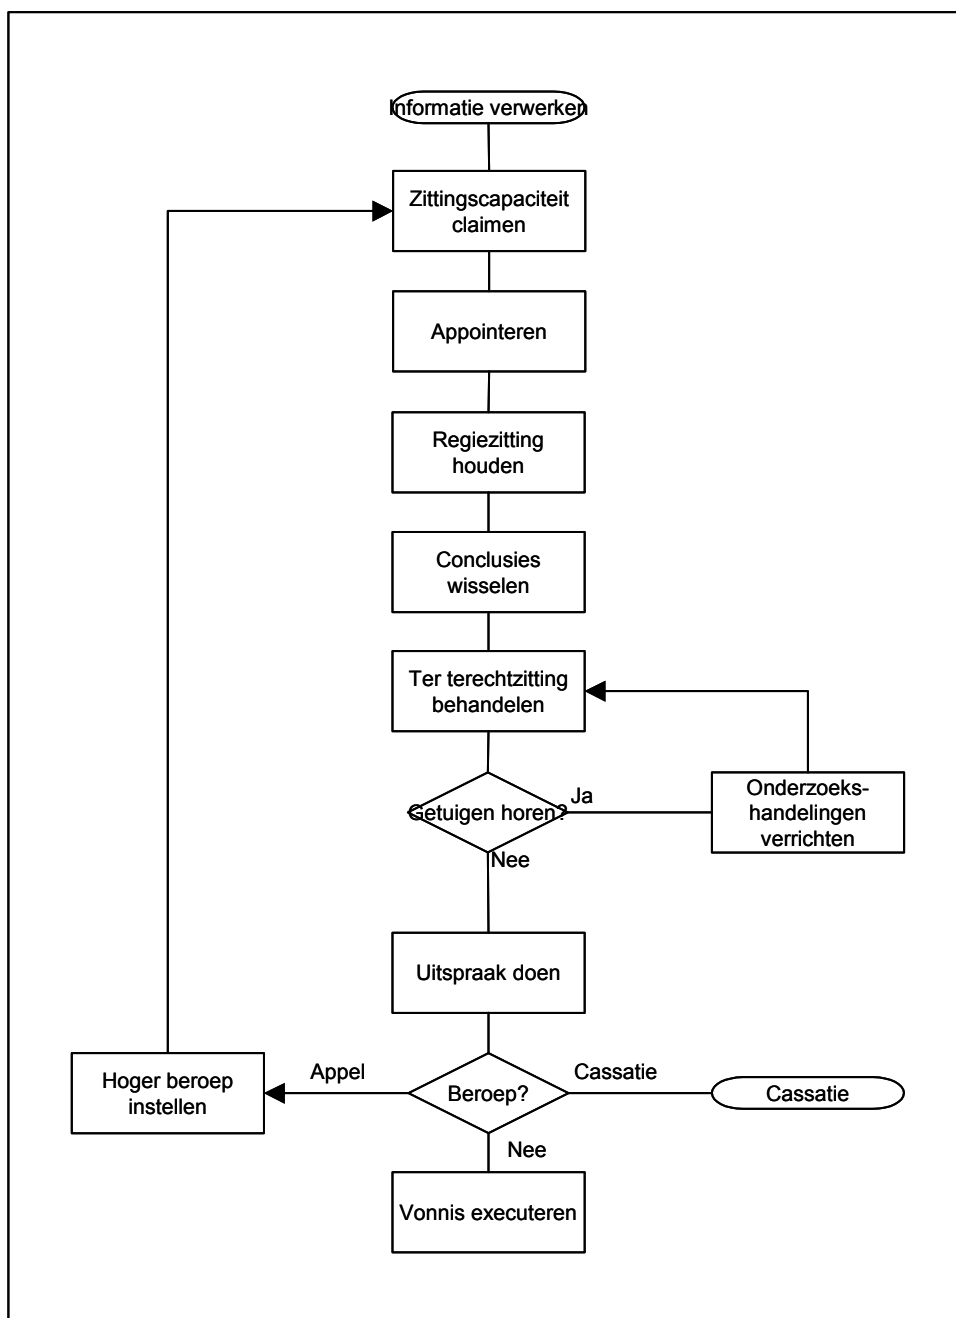 Informatie verwerken
Zittingscapaciteit
claimen
Appointeren
Regiezitting
houden
Conclusies
wisselen
Ter terechtzitting
behandelen
Getuigen horen?
Ja
Onderzoeks-
handelingen
verrichten
Nee
Uitspraak doen
Hoger beroep
instellen
Appel
Beroep?
Cassatie
Cassatie
Nee
Vonnis executeren